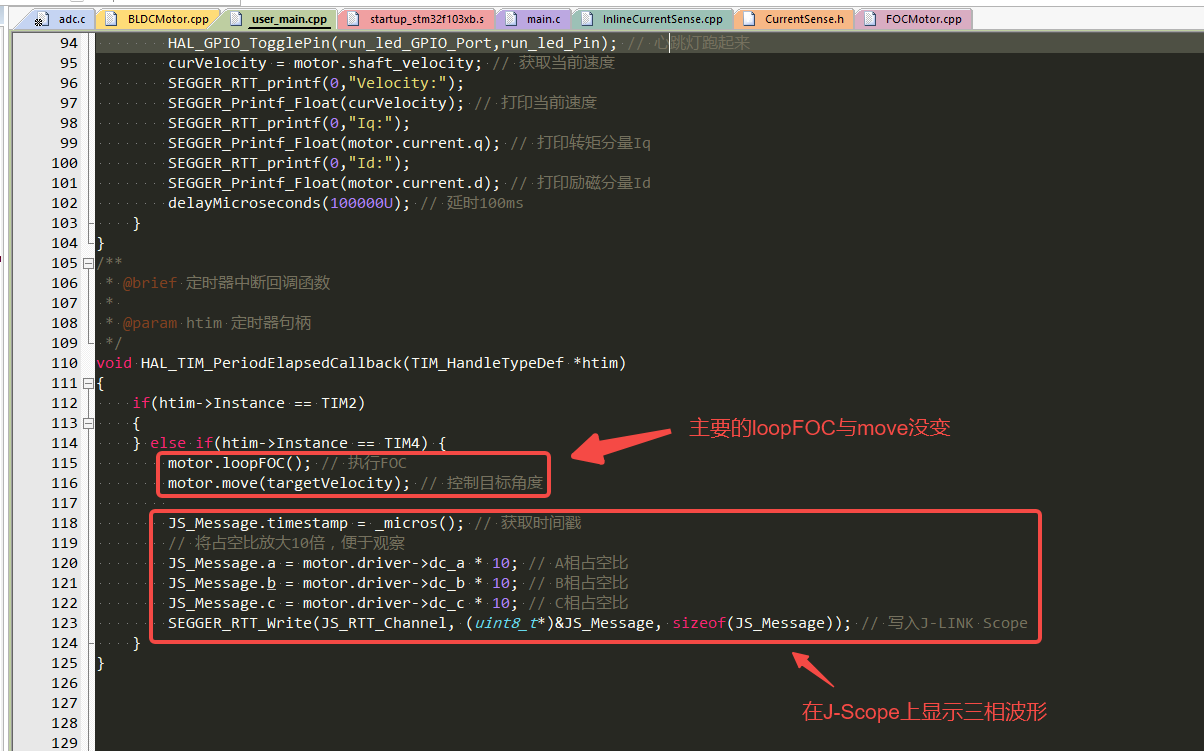 adc.c BLDCMotor.cpp user_main.cpp startup_stm32f103xb.s main.c InlineCurrentSense.cpp CurrentSense.h FOCMotor.cpp
94 HAL_GPIO_TogglePin(run_led_GPIO_Port,run_led_Pin); // 心跳灯跑起来
95 curVelocity = motor.shaft_velocity; // 获取当前速度
96 SEGGER_RTT_printf(0,"Velocity:");
97 SEGGER_Printf_Float(curVelocity); // 打印当前速度
98 SEGGER_RTT_printf(0,"Iq:");
99 SEGGER_Printf_Float(motor.current.q); // 打印转矩分量Iq
100 SEGGER_RTT_printf(0,"Id:");
101 SEGGER_Printf_Float(motor.current.d); // 打印励磁分量Id
102 delayMicroseconds(100000U); // 延时100ms
103 }
104 }
105 /**
106 * @brief 定时器中断回调函数
107 *
108 * @param htim 定时器句柄
109 */
110 void HAL_TIM_PeriodElapsedCallback(TIM_HandleTypeDef *htim)
111 {
112 if(htim->Instance == TIM2)
113 {
114 } else if(htim->Instance == TIM4) {
主要的loopFOC与move没变
115 motor.loopFOC(); // 执行FOC
116 motor.move(targetVelocity); // 控制目标角度
117
118 JS_Message.timestamp = _micros(); // 获取时间戳
119 // 将占空比放大10倍，便于观察
120 JS_Message.a = motor.driver->dc_a * 10; // A相占空比
121 JS_Message.b = motor.driver->dc_b * 10; // B相占空比
122 JS_Message.c = motor.driver->dc_c * 10; // C相占空比
123 SEGGER_RTT_Write(JS_RTT_Channel, (uint8_t*)&JS_Message, sizeof(JS_Message)); // 写入J-LINK Scope
124 }
125 }
126
127
在J-Scope上显示三相波形
128
129